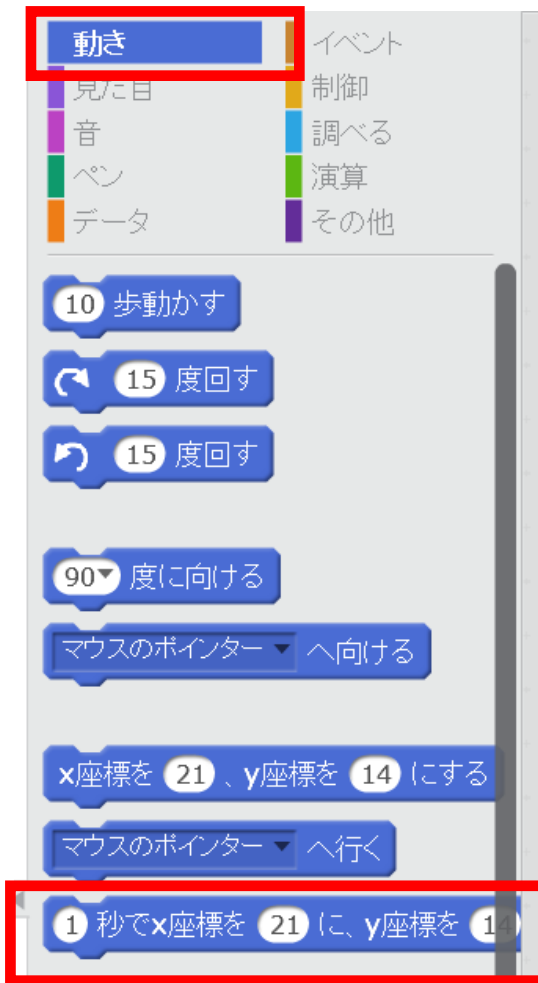 動き イベント
見た目 制御
音 調べる
ペン 演算
データ その他
10 歩動かす
15 度回す
15 度回す
90 度に向ける
マウスのポインター へ向ける
x座標を 21 、y座標を 14 にする
マウスのポインター へ行く
1 秒でx座標を 21 に、y座標を 14